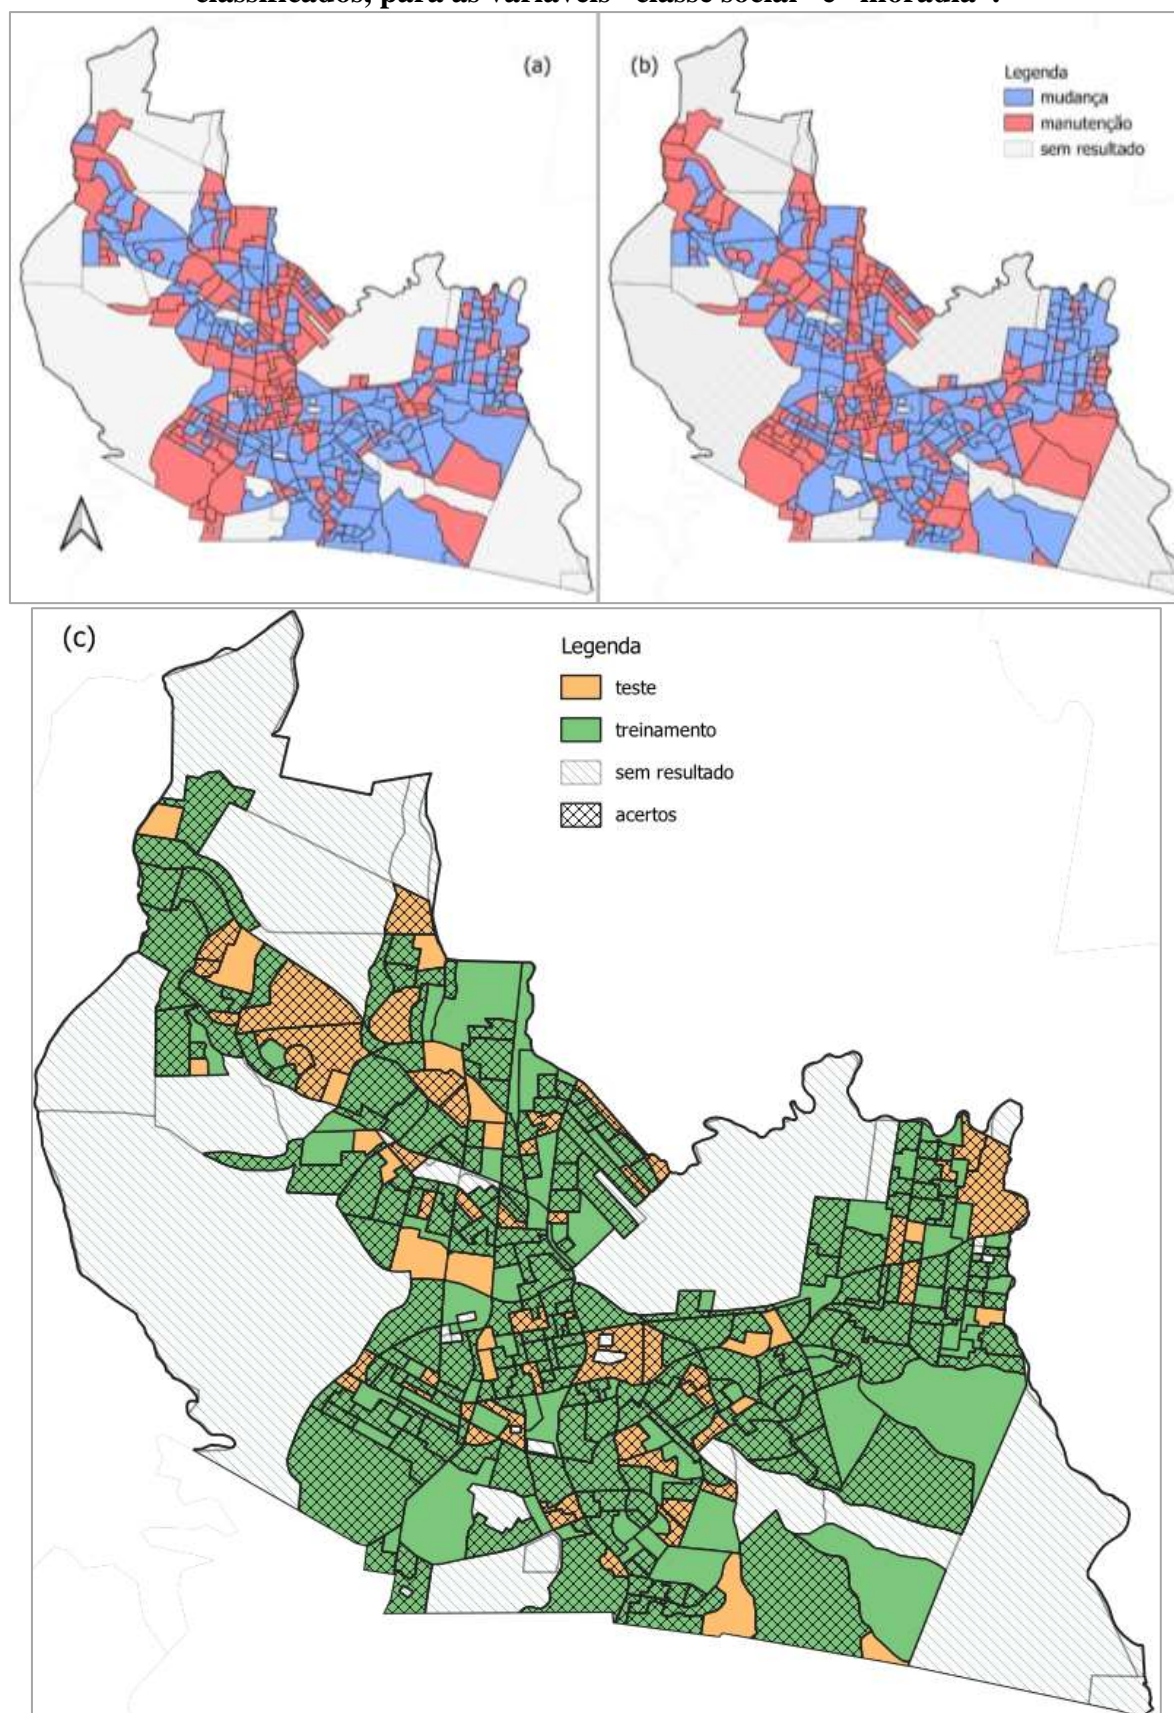 classificados, para as variáveis “classe social” e “moradia”.
(a)
(b)
Legenda
mudança
manutenção
sem resultado
(c)
Legenda
teste
treinamento
sem resultado
acertos